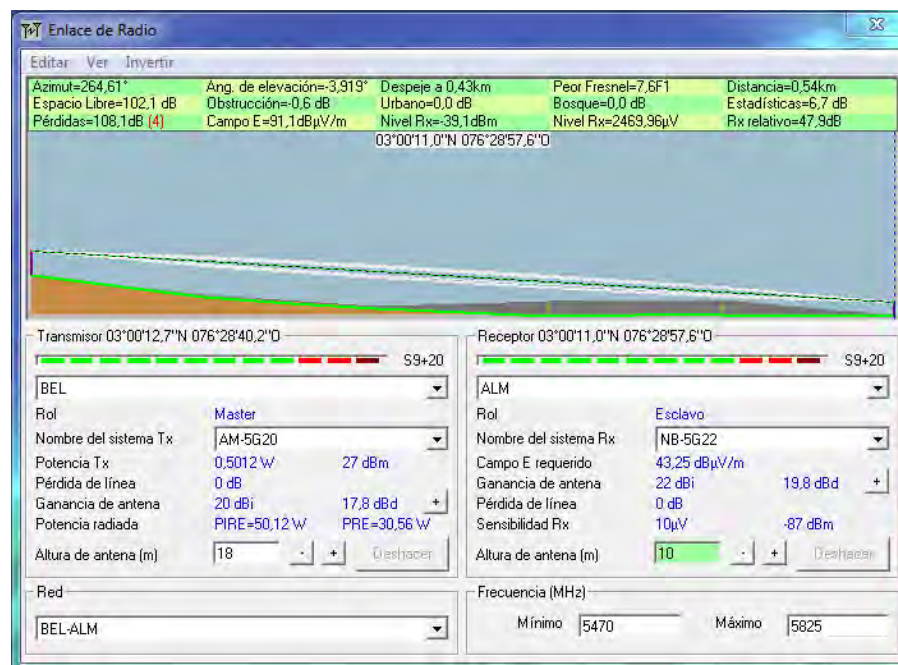 Enlace de Radio
Editar Ver Invertir
Azimut=264,61° Ang. de elevación=-3,919° Despeje a 0,43km Peor Fresnel=7,6F1 Distancia=0,54km
Espacio Libre=102,1 dB Obstrucción=-0,6 dB Urbano=0,0 dB Bosque=0,0 dB Estadísticas=6,7 dB
Pérdidas=108,1dB (4) Campo E=91,1dBµV/m Nivel Rx=-39,1dBm Nivel Rx=2469,96µV Rx relativo=47,9dB
03°00'11,0"N 076°28'57,6"O
Transmisor 03°00'12,7"N 076°28'40,2"O
S9+20
BEL
Rol Master
Nombre del sistema Tx AM-5G20
Potencia Tx 0,5012 W 27 dBm
Pérdida de línea 0 dB
Ganancia de antena 20 dBi 17,8 dBd +
Potencia radiada PIRE=50,12 W PRE=30,56 W
Altura de antena (m) 18 - + Deshacer
Red
BEL-ALM
Receptor 03°00'11,0"N 076°28'57,6"O
S9+20
ALM
Rol Esclavo
Nombre del sistema Rx NB-5G22
Campo E requerido 43,25 dBµV/m
Ganancia de antena 22 dBi 19,8 dBd +
Pérdida de línea 0 dB
Sensibilidad Rx 10µV -87 dBm
Altura de antena (m) 10 - + Deshacer
Frecuencia (MHz)
Mínimo 5470 Máximo 5825